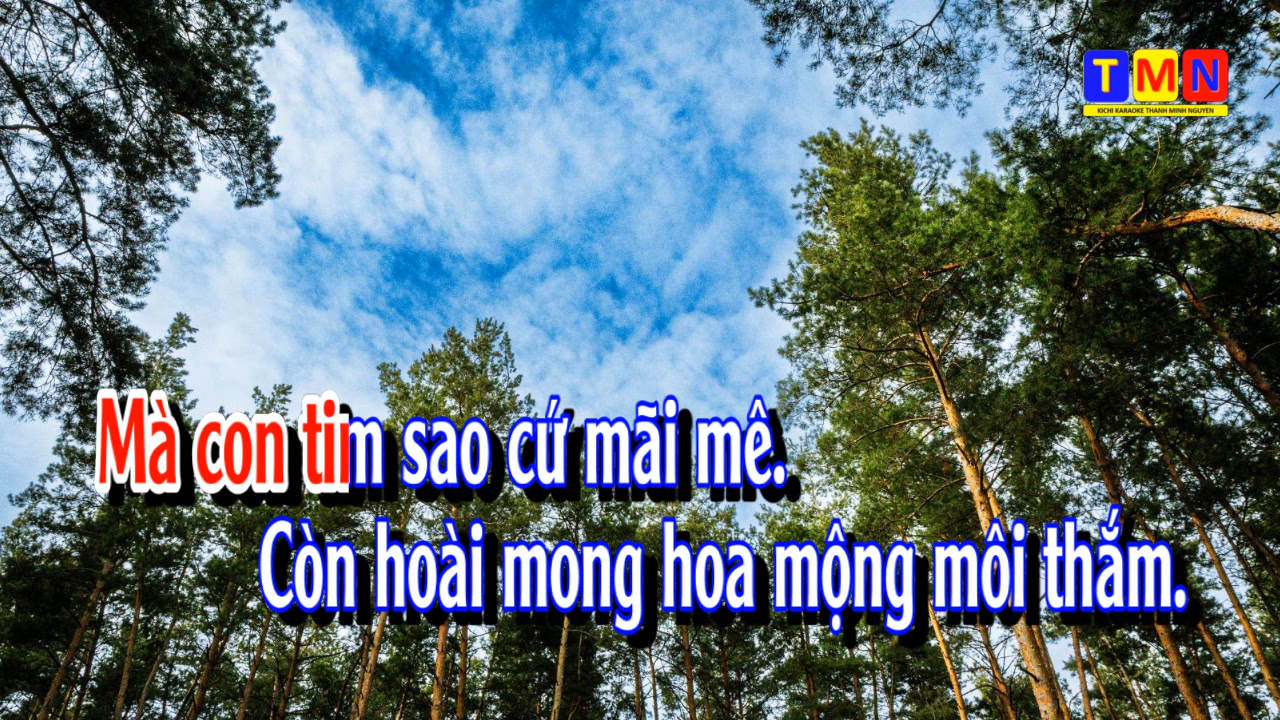 TMN
KICHI KARAOKE THANH MINH NGUYEN
Mà con tim sao cứ mãi mê.
Còn hoài mong hoa mộng môi thắm.